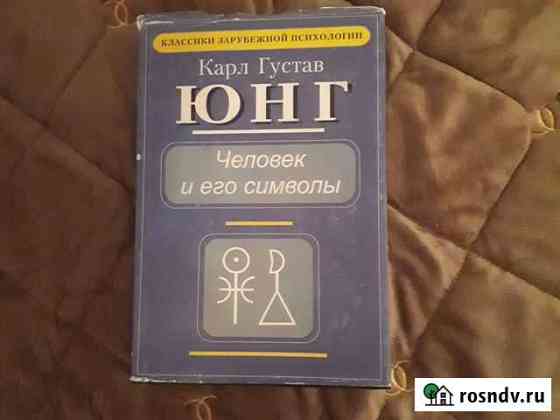 КЛАССИКИ ЗАРУБЕЖНОЙ ПСИХОЛОГИИ
Карл Густав
ЮНГ
Человек
и его символы
rosndv.ru